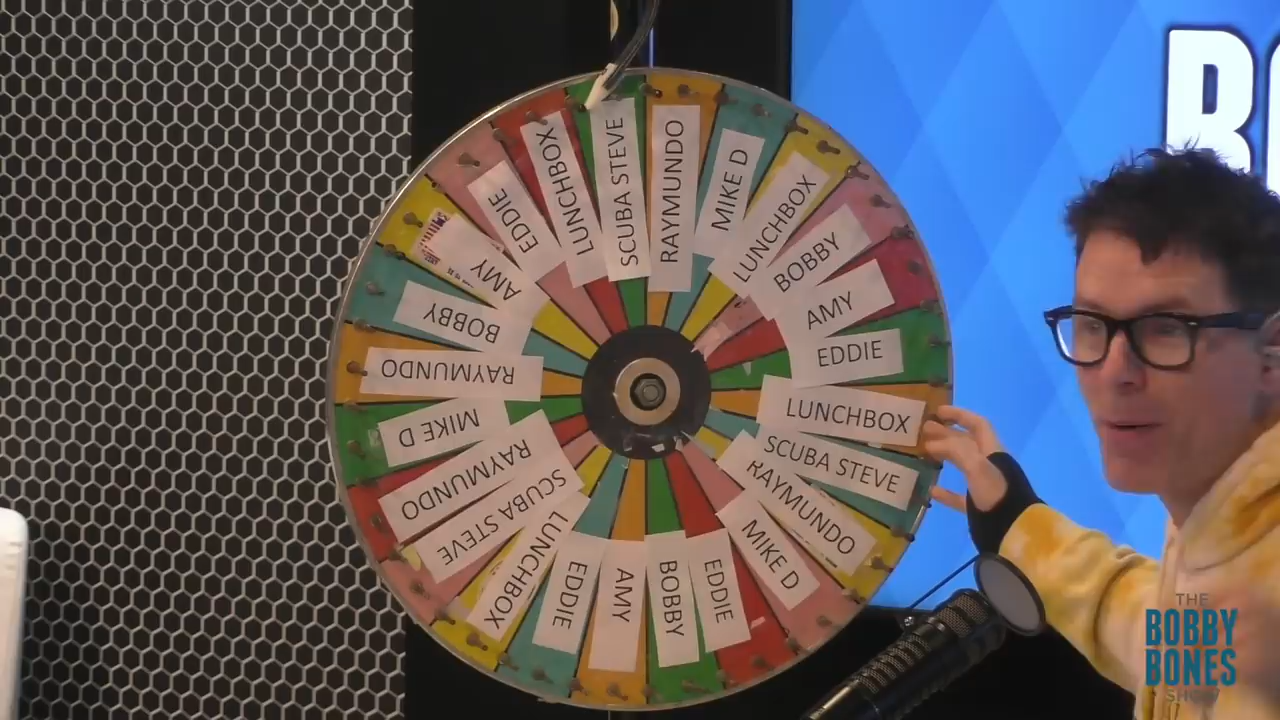 SCUBA STEVE
RAYMUNDO
MIKE D
LUNCHBOX
BOBBY
AMY
EDDIE
LUNCHBOX
SCUBA STEVE
RAYMUNDO
MIKE D
EDDIE
BOBBY
AMY
EDDIE
LUNCHBOX
SCUBA STEVE
RAYMUNDO
MIKE D
RAYMUNDO
BOBBY
AMY
EDDIE
LUNCHBOX
THE
BOBBY
BONES
SHOW